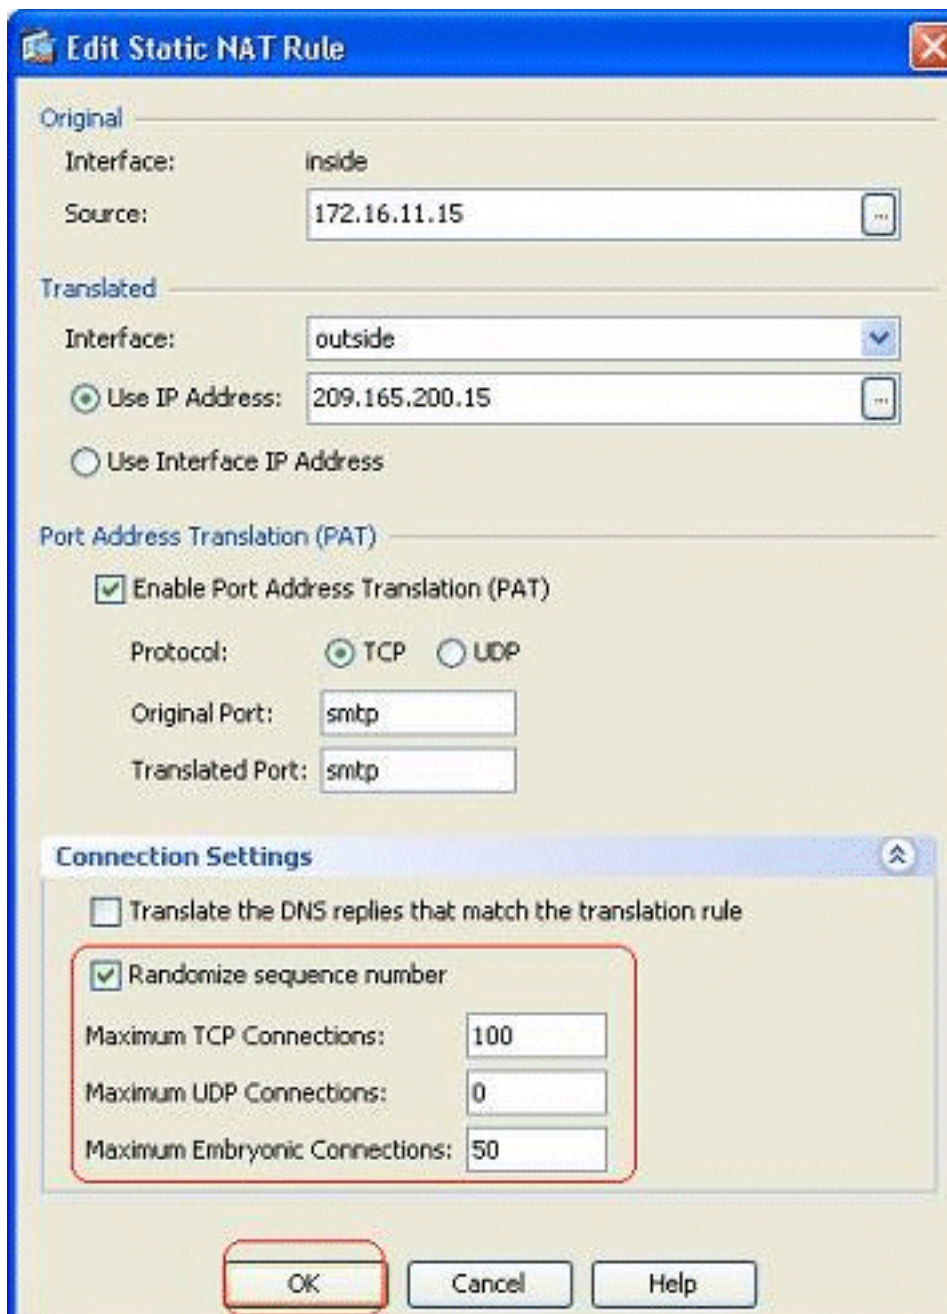 Edit Static NAT Rule
Original
Interface: inside
Source: 172.16.11.15 ...
Translated
Interface: outside
Use IP Address: 209.165.200.15 ...
Use Interface IP Address
Port Address Translation (PAT)
Enable Port Address Translation (PAT)
Protocol: TCP UDP
Original Port: smtp
Translated Port: smtp
Connection Settings
Translate the DNS replies that match the translation rule
Randomize sequence number
Maximum TCP Connections: 100
Maximum UDP Connections: 0
Maximum Embryonic Connections: 50
OK Cancel Help